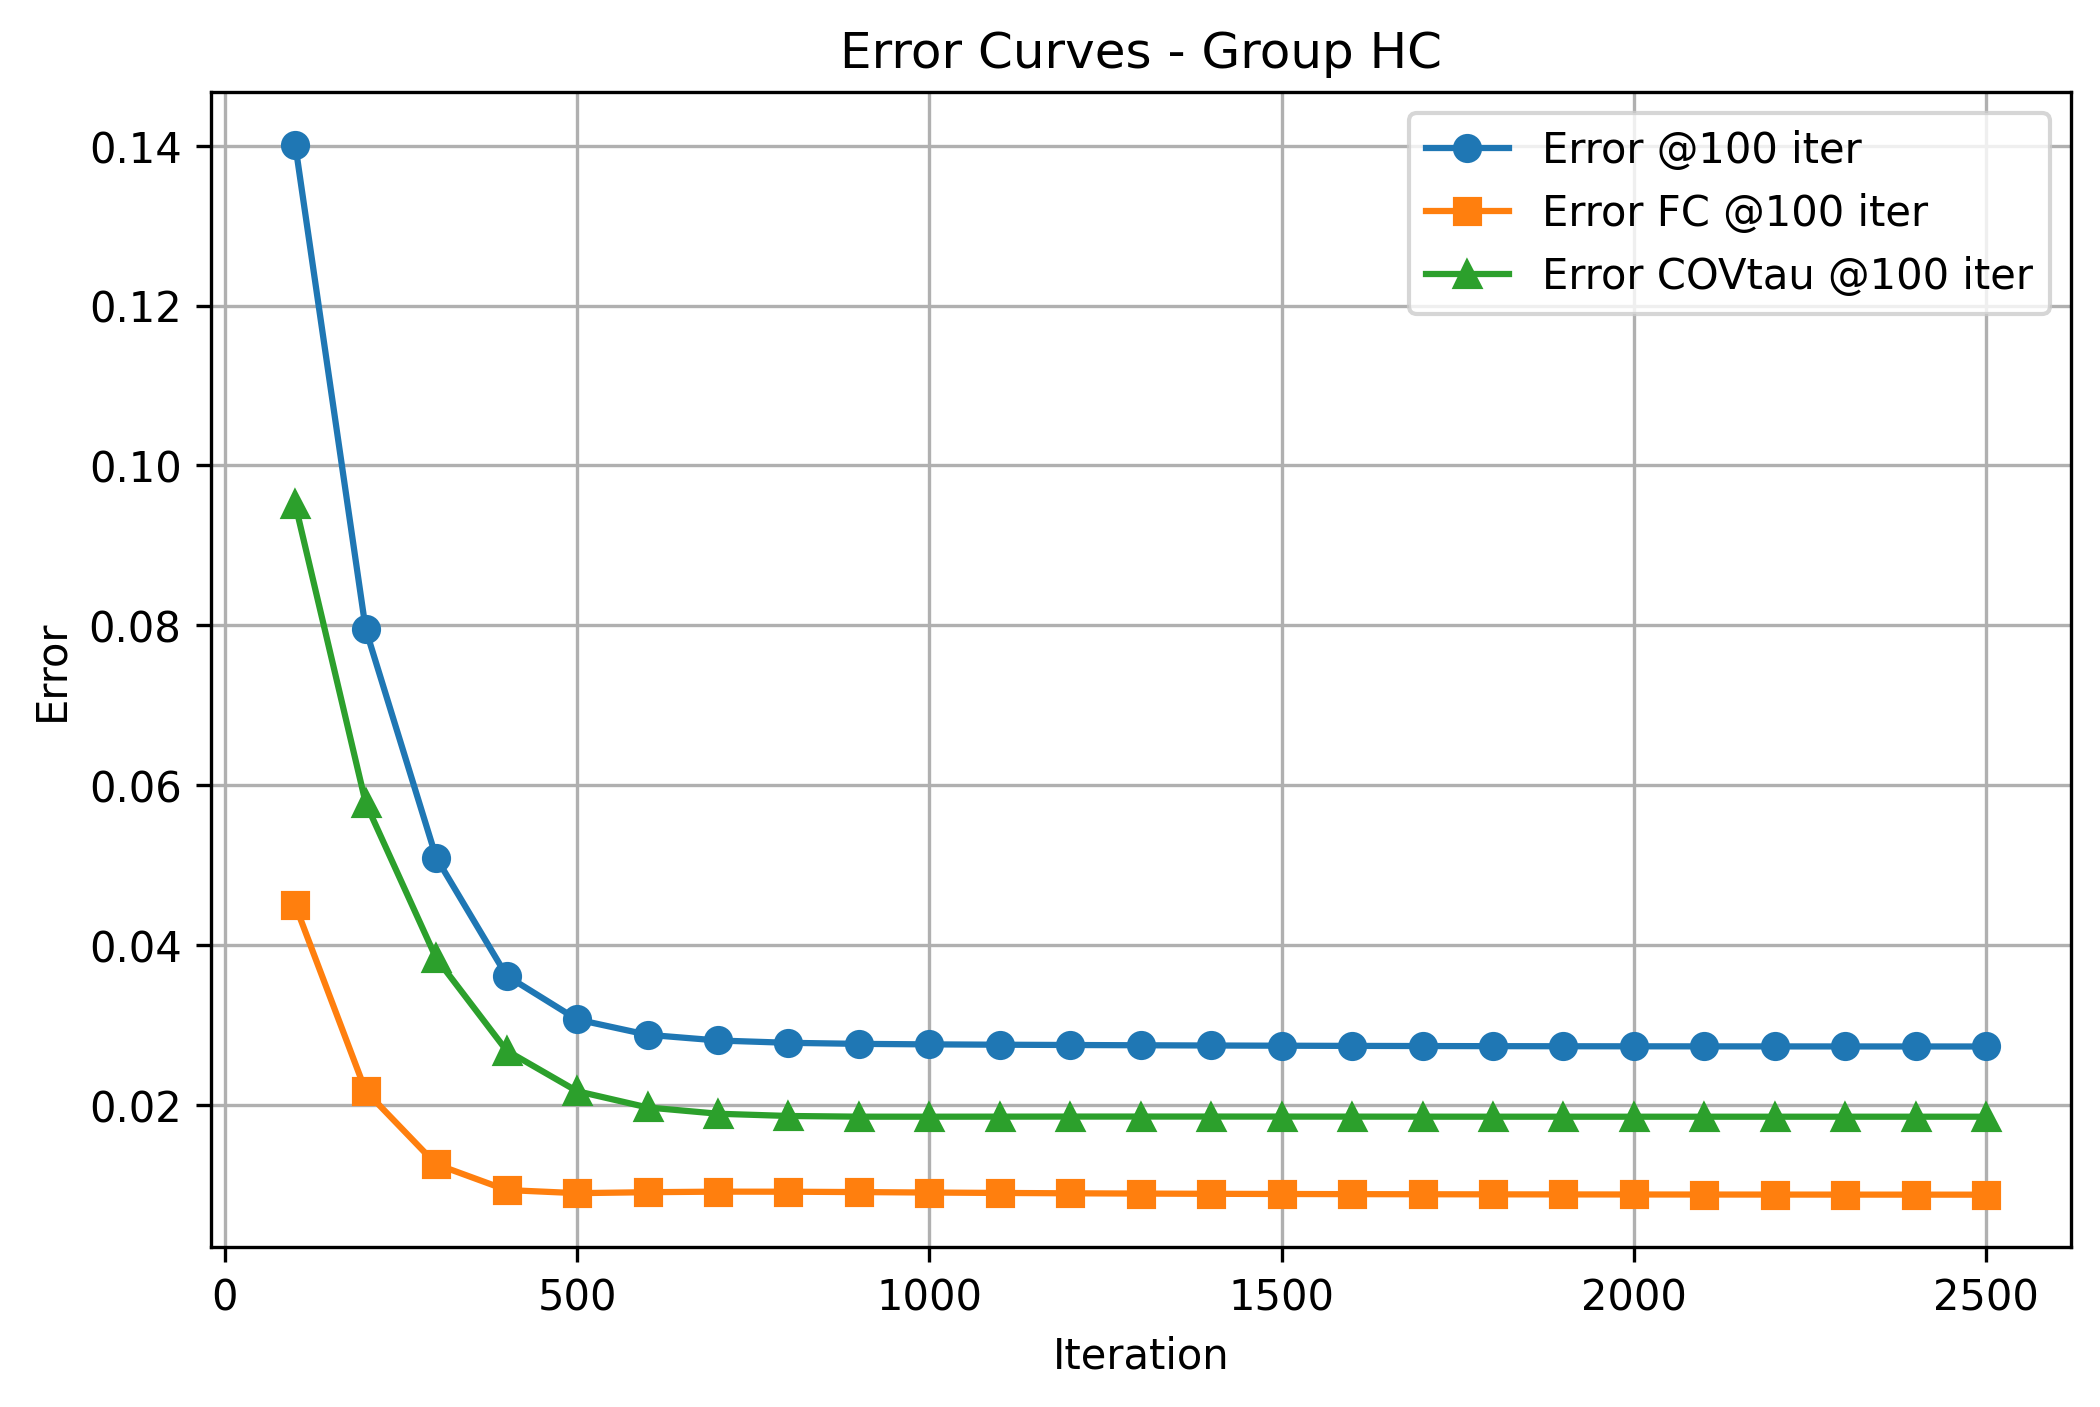 Error Curves - Group HC
Error @100 iter
Error FC @100 iter
Error COVtau @100 iter
0.14
0.12
0.10
0.08
0.06
0.04
0.02
Error
0 500 1000 1500 2000 2500
Iteration